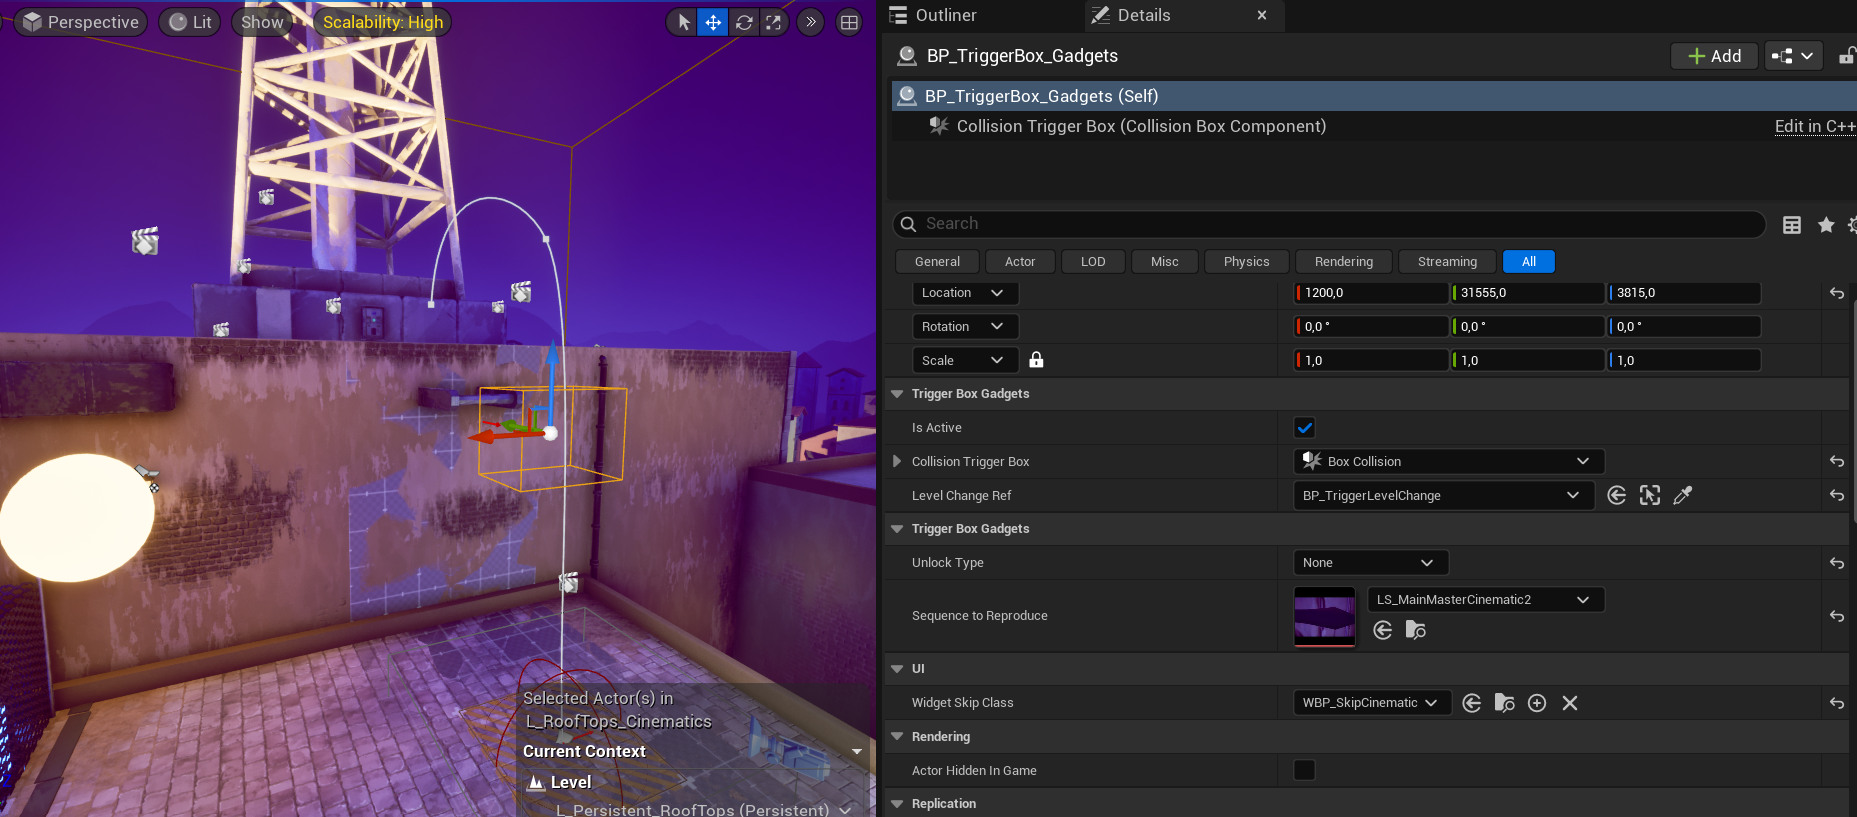 Perspective
Lit
Show
Scalability: High
Selected Actor(s) in
L_RoofTops_Cinematics
Current Context
Level
L_Persistent_RoofTops (Persistent)
Outliner
Details
BP_TriggerBox_Gadgets
Add
BP_TriggerBox_Gadgets (Self)
Collision Trigger Box (Collision Box Component)
Edit in C++
Search
General
Actor
LOD
Misc
Physics
Rendering
Streaming
All
Location
1200,0
31555,0
3815,0
Rotation
0,0 °
0,0 °
0,0 °
Scale
1,0
1,0
1,0
Trigger Box Gadgets
Is Active
Collision Trigger Box
Box Collision
Level Change Ref
BP_TriggerLevelChange
Trigger Box Gadgets
Unlock Type
None
Sequence to Reproduce
LS_MainMasterCinematic2
UI
Widget Skip Class
WBP_SkipCinematic
Rendering
Actor Hidden In Game
Replication